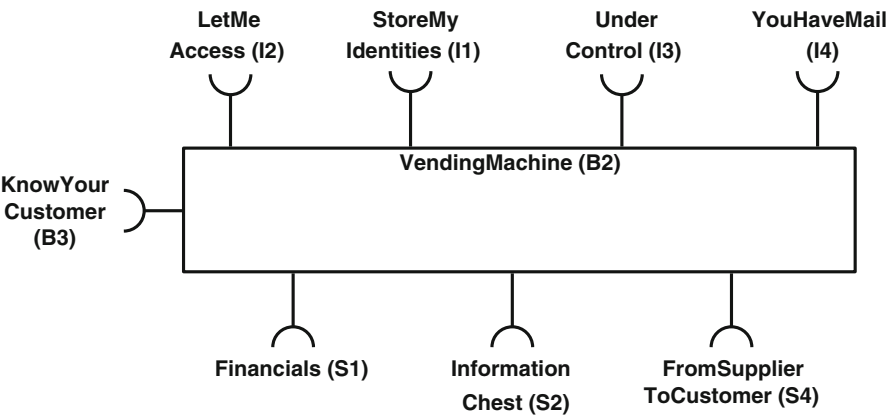 LetMe
Access (I2)
StoreMy
Identities (I1)
Under
Control (I3)
YouHaveMail
(I4)
VendingMachine (B2)
KnowYour
Customer
(B3)
Financials (S1)
Information
Chest (S2)
FromSupplier
ToCustomer (S4)